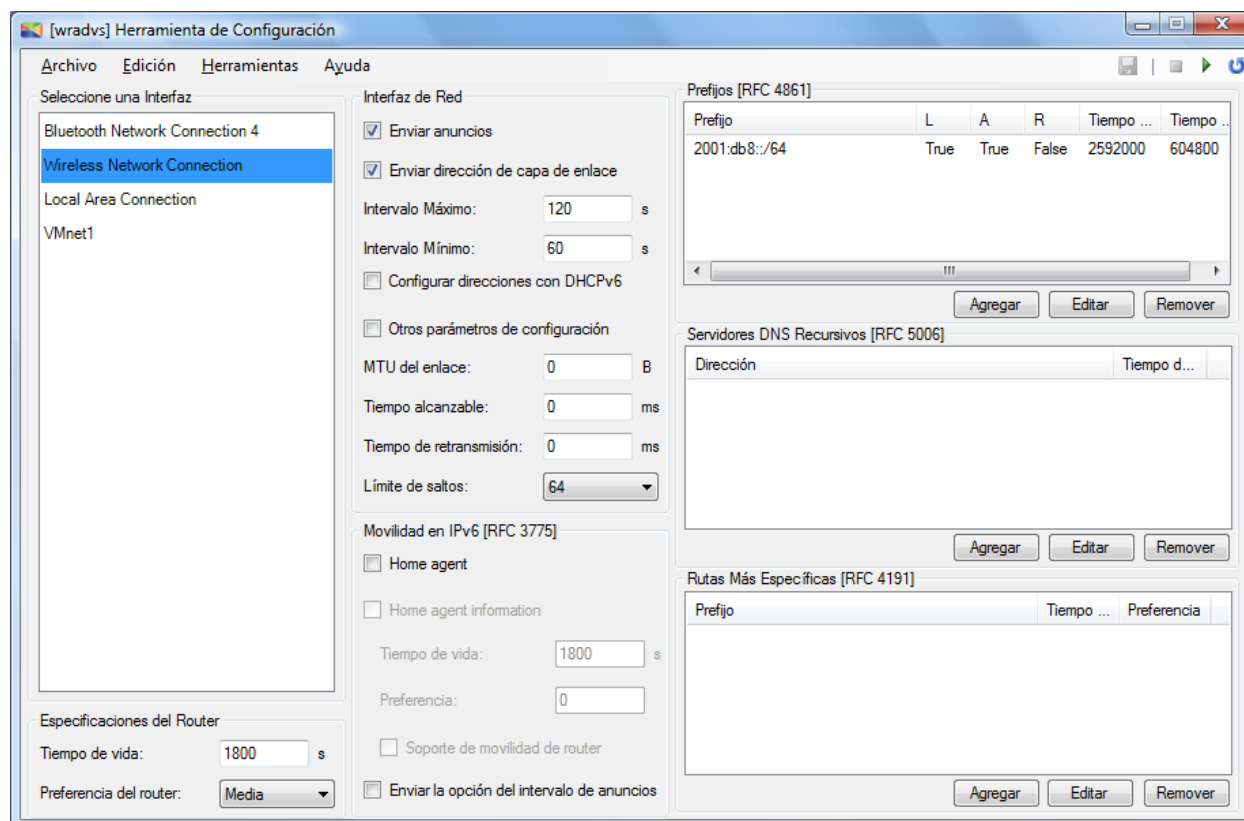 [wradvs] Herramienta de Configuración
Archivo Edición Herramientas Ayuda
Seleccione una Interfaz
Bluetooth Network Connection 4
Wireless Network Connection
Local Area Connection
VMnet1
Especificaciones del Router
Tiempo de vida: 1800 s
Preferencia del router: Media
Interfaz de Red
Enviar anuncios
Enviar dirección de capa de enlace
Intervalo Máximo: 120 s
Intervalo Mínimo: 60 s
Configurar direcciones con DHCPv6
Otros parámetros de configuración
MTU del enlace: 0 B
Tiempo alcanzable: 0 ms
Tiempo de retransmisión: 0 ms
Límite de saltos: 64
Movilidad en IPv6 [RFC 3775]
Home agent
Home agent information
Tiempo de vida: 1800 s
Preferencia: 0
Soporte de movilidad de router
Enviar la opción del intervalo de anuncios
Prefijos [RFC 4861]
Prefijo L A R Tiempo ... Tiempo ..
2001:db8::/64 True True False 2592000 604800
Agregar Editar Remover
Servidores DNS Recursivos [RFC 5006]
Dirección Tiempo d...
Agregar Editar Remover
Rutas Más Específicas [RFC 4191]
Prefijo Tiempo ... Preferencia
Agregar Editar Remover